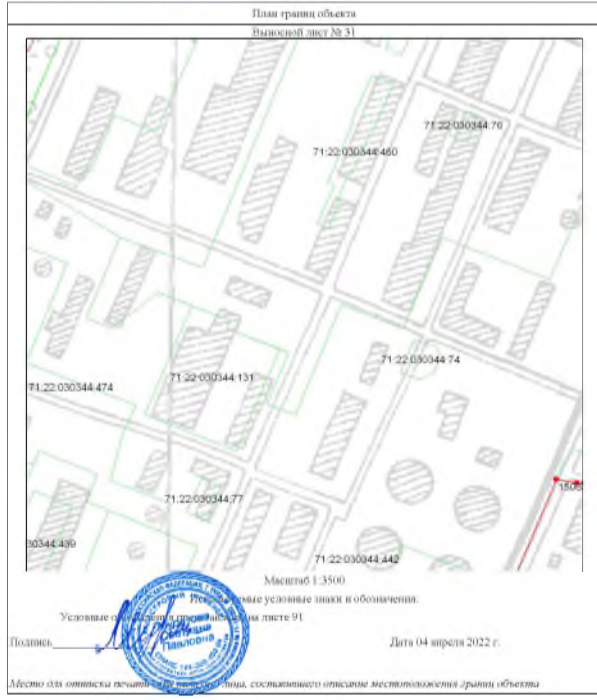 План границ объекта
Выносной лист № 31
71:22:030344:76
71:22:030344:460
71:22:030344:74
71:22:030344:131
71:22:030344:474
71:22:030344:77
30344:439
71:22:030344:442
Масштаб 1:3500
Используемые условные знаки и обозначения:
Условные обозначения представлены на листе 91
Подпись
Павловна
Дата 04 апреля 2022 г.
Место для оттиска печати лица, составившего описание местоположения границ объекта